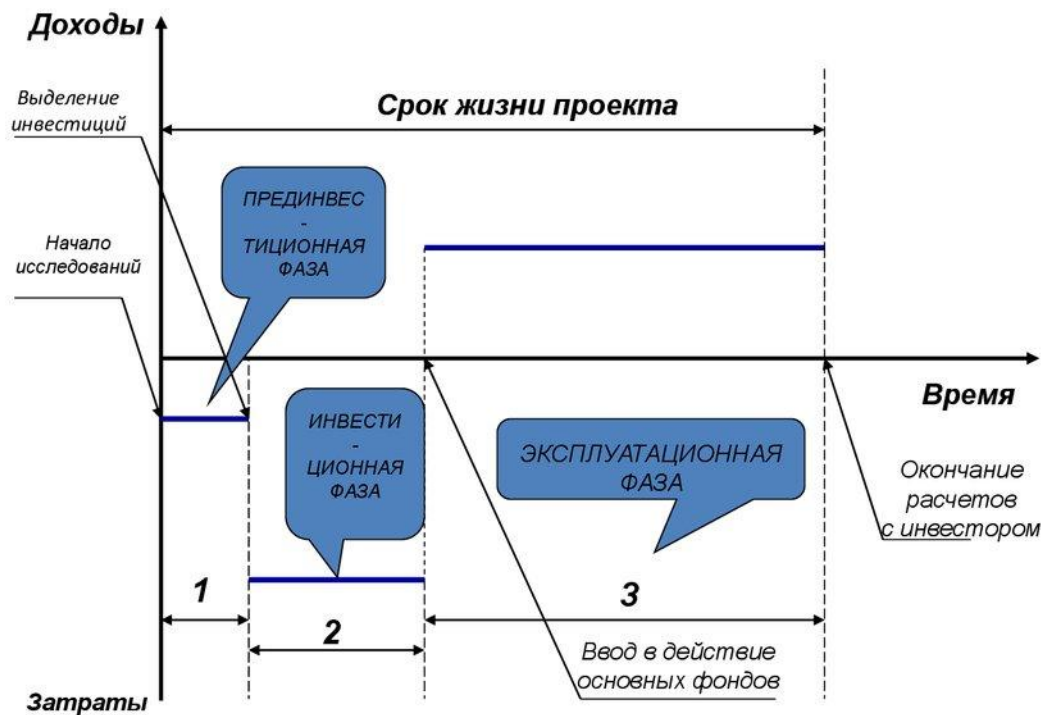 Доходы
Выделение
инвестиций
Срок жизни проекта
ПРЕДИНВЕС
-
ТИЦИОННАЯ
ФАЗА
Начало
исследований
Время
ИНВЕСТИ
-
ЦИОННАЯ
ФАЗА
ЭКСПЛУАТАЦИОННАЯ
ФАЗА
Окончание
расчетов
с инвестором
1
2
3
Ввод в действие
основных фондов
Затраты